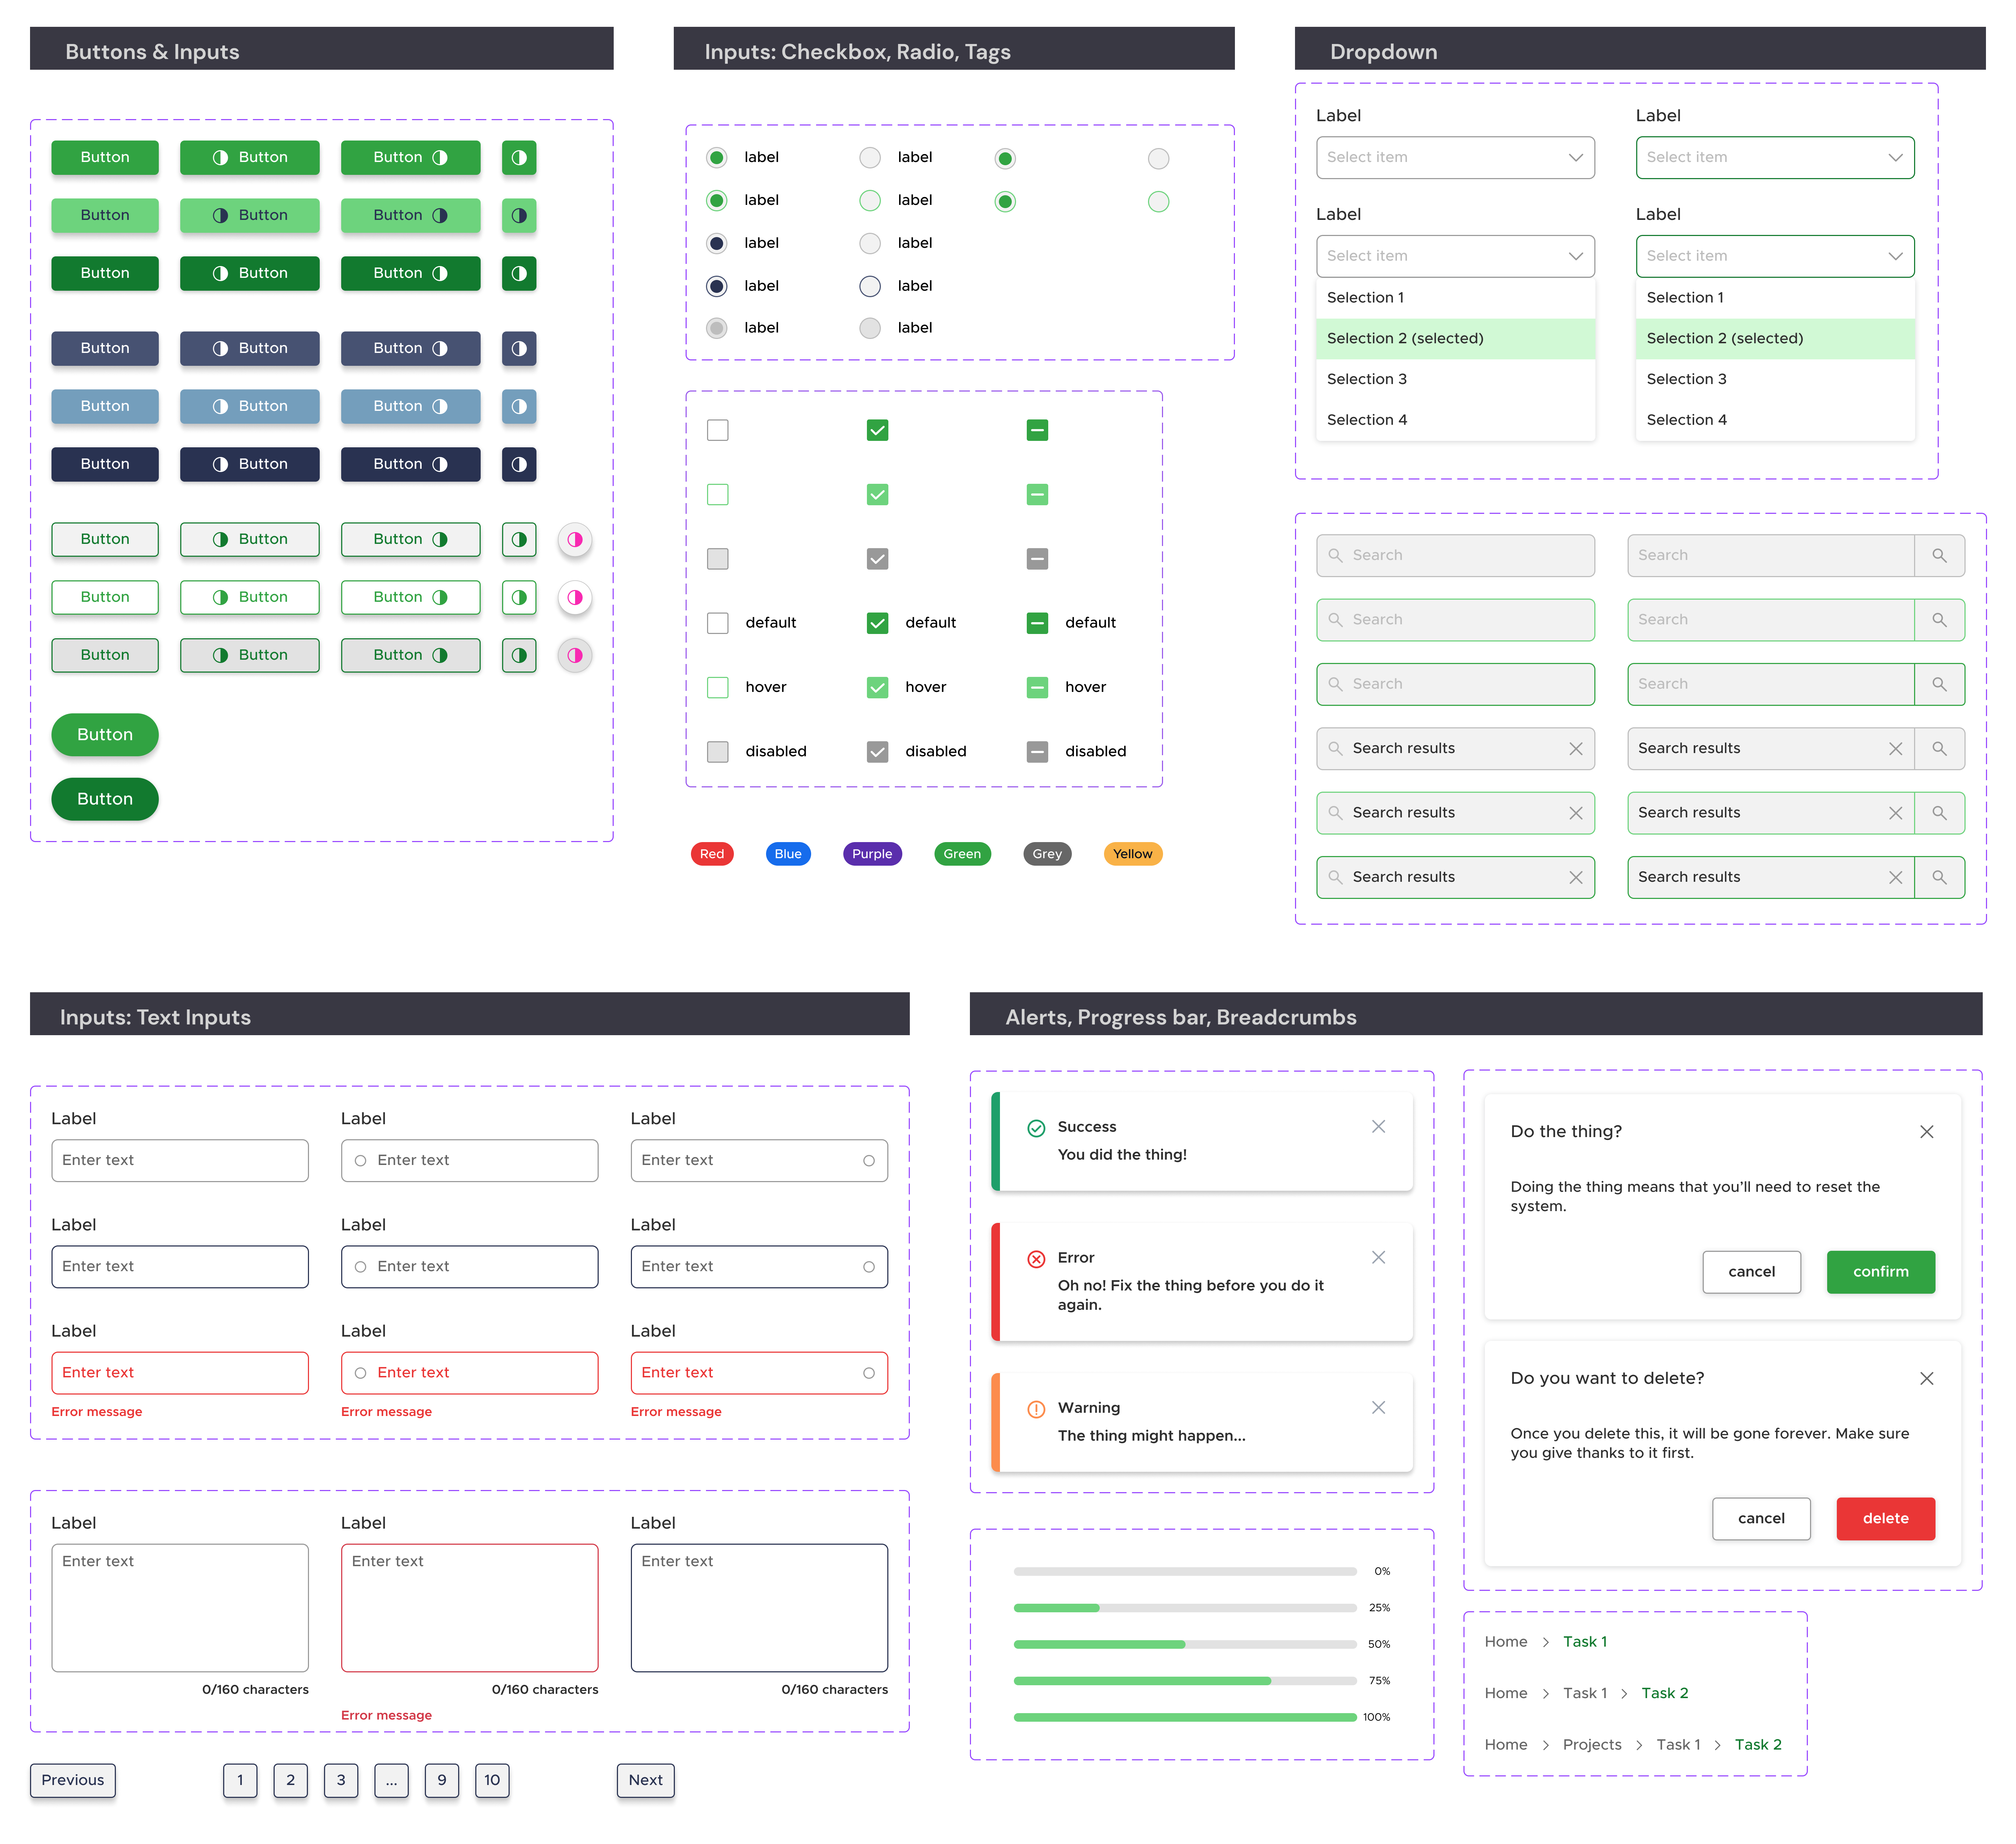 Buttons & Inputs
Button Button Button
Button Button Button
Button Button Button
Button Button Button
Button Button Button
Button Button Button
Button Button Button
Button Button Button
Button Button Button
Button
Button
Inputs: Checkbox, Radio, Tags
label label
label label
label label
label label
label label
default default default
hover hover hover
disabled disabled disabled
Red Blue Purple Green Grey Yellow
Dropdown
Label Label
Select item Select item
Label Label
Select item Select item
Selection 1 Selection 1
Selection 2 (selected) Selection 2 (selected)
Selection 3 Selection 3
Selection 4 Selection 4
Search Search
Search Search
Search Search
Search results Search results
Search results Search results
Search results Search results
Inputs: Text Inputs
Label Label Label
Enter text Enter text Enter text
Label Label Label
Enter text Enter text Enter text
Label Label Label
Enter text Enter text Enter text
Error message Error message Error message
Label Label Label
Enter text Enter text Enter text
0/160 characters 0/160 characters 0/160 characters
Error message
Previous 1 2 3 ... 9 10 Next
Alerts, Progress bar, Breadcrumbs
Success
You did the thing!
Error
Oh no! Fix the thing before you do it
again.
Warning
The thing might happen...
0%
25%
50%
75%
100%
Do the thing?
Doing the thing means that you’ll need to reset the
system.
cancel confirm
Do you want to delete?
Once you delete this, it will be gone forever. Make sure
you give thanks to it first.
cancel delete
Home > Task 1
Home > Task 1 > Task 2
Home > Projects > Task 1 > Task 2